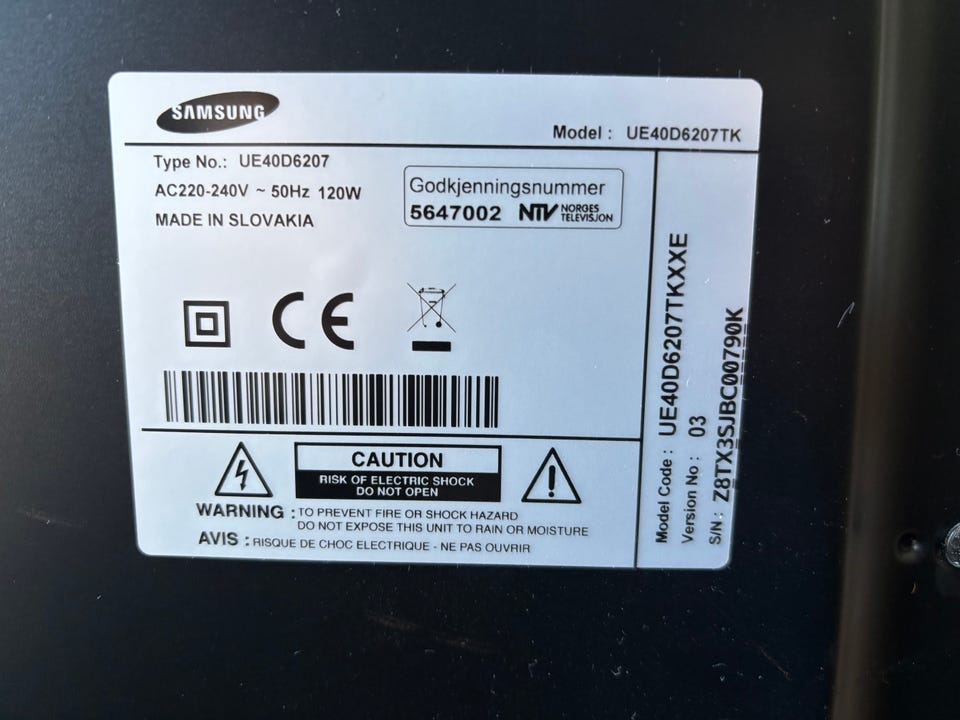 SAMSUNG
Model : UE40D6207TK
Type No.: UE40D6207
AC220-240V ~ 50Hz 120W
MADE IN SLOVAKIA
Godkjenningsnummer
5647002 NTV NORGES TELEVISJON
CE
CAUTION
RISK OF ELECTRIC SHOCK
DO NOT OPEN
WARNING : TO PREVENT FIRE OR SHOCK HAZARD
DO NOT EXPOSE THIS UNIT TO RAIN OR MOISTURE
AVIS : RISQUE DE CHOC ELECTRIQUE - NE PAS OUVRIR
Model Code : UE40D6207TKXXE
Version No : 03
S/N : Z8TX3SJBC00790K